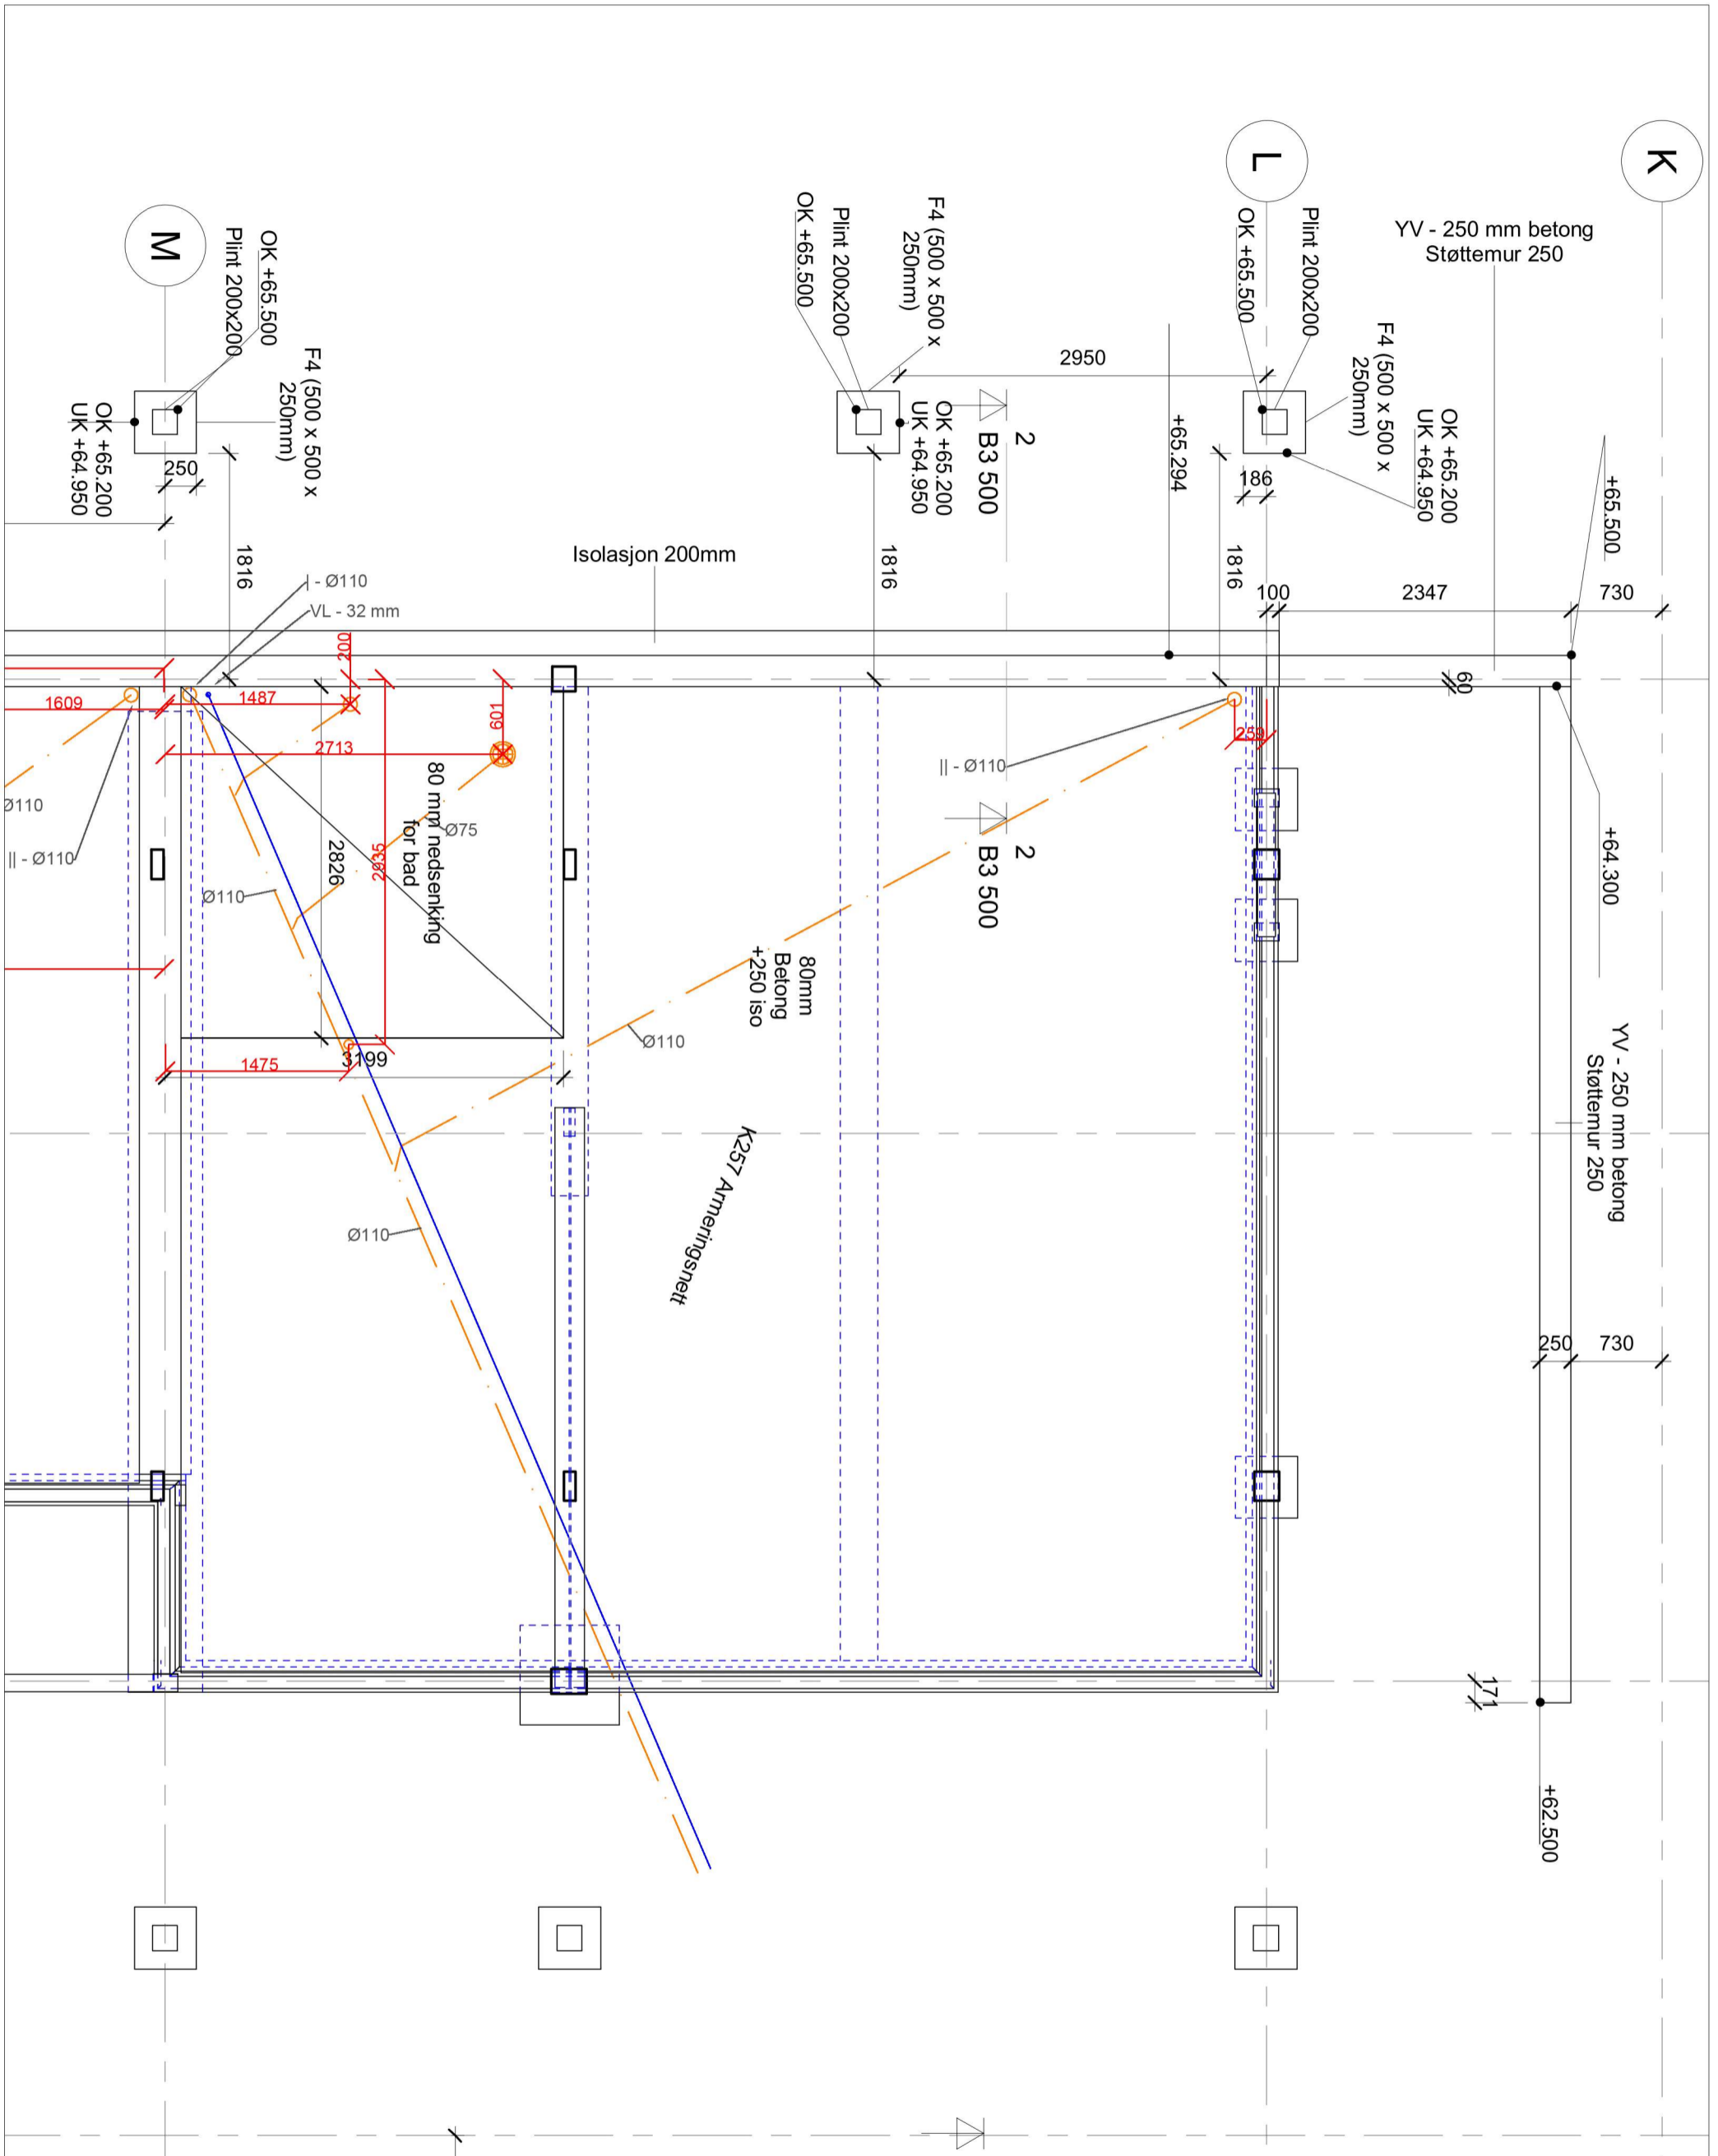 K
L
M
YV - 250 mm betong
Støttemur 250
Plint 200x200
OK +65.500
F4 (500 x 500 x
250mm)
OK +65.200
UK +64.950
F4 (500 x 500 x
250mm)
Plint 200x200
OK +65.500
OK +65.200
UK +64.950
OK +65.500
Plint 200x200
F4 (500 x 500 x
250mm)
OK +65.200
UK +64.950
2950
2
B3 500
+65.294
186
250
+65.500
1816
1816
1816
Isolasjon 200mm
100
2347
730
I - Ø110
VL - 32 mm
200
60
1609
1487
601
2713
259
|| - Ø110
Ø110
|| - Ø110
80 mm nedsenking
for bad
Ø75
2826
2935
Ø110
2
B3 500
+64.300
80mm
Betong
+250 iso
Ø110
1475
3199
YV - 250 mm betong
Støttemur 250
K257 Armeringsnett
Ø110
250
730
171
+62.500